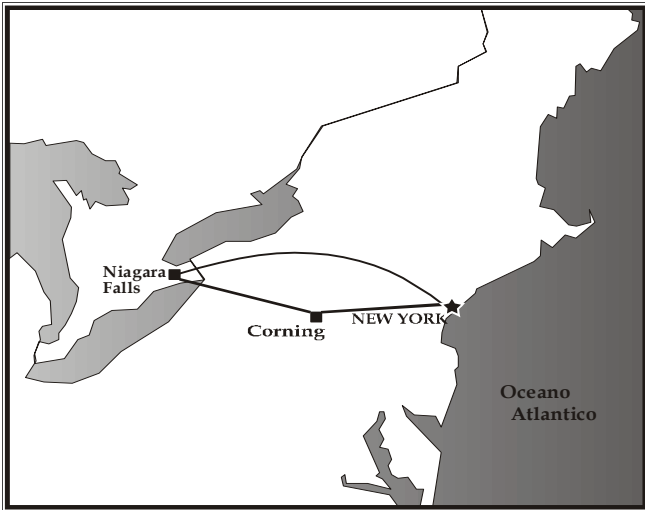 Niagara
Falls
Corning
NEW YORK
Oceano
Atlantico